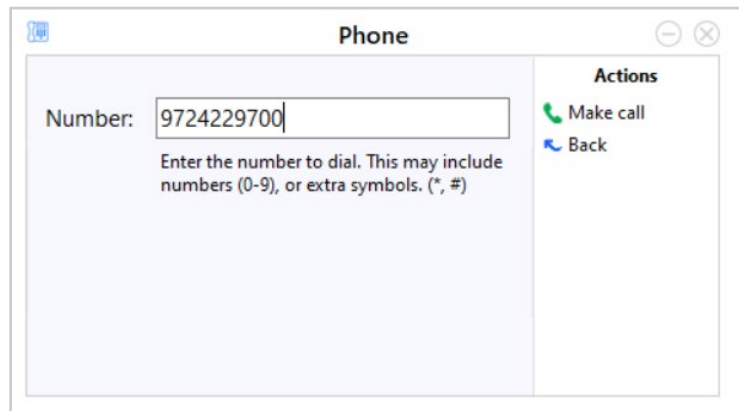 Phone
Number: 9724229700
Enter the number to dial. This may include
numbers (0-9), or extra symbols. (*, #)
Actions
Make call
Back